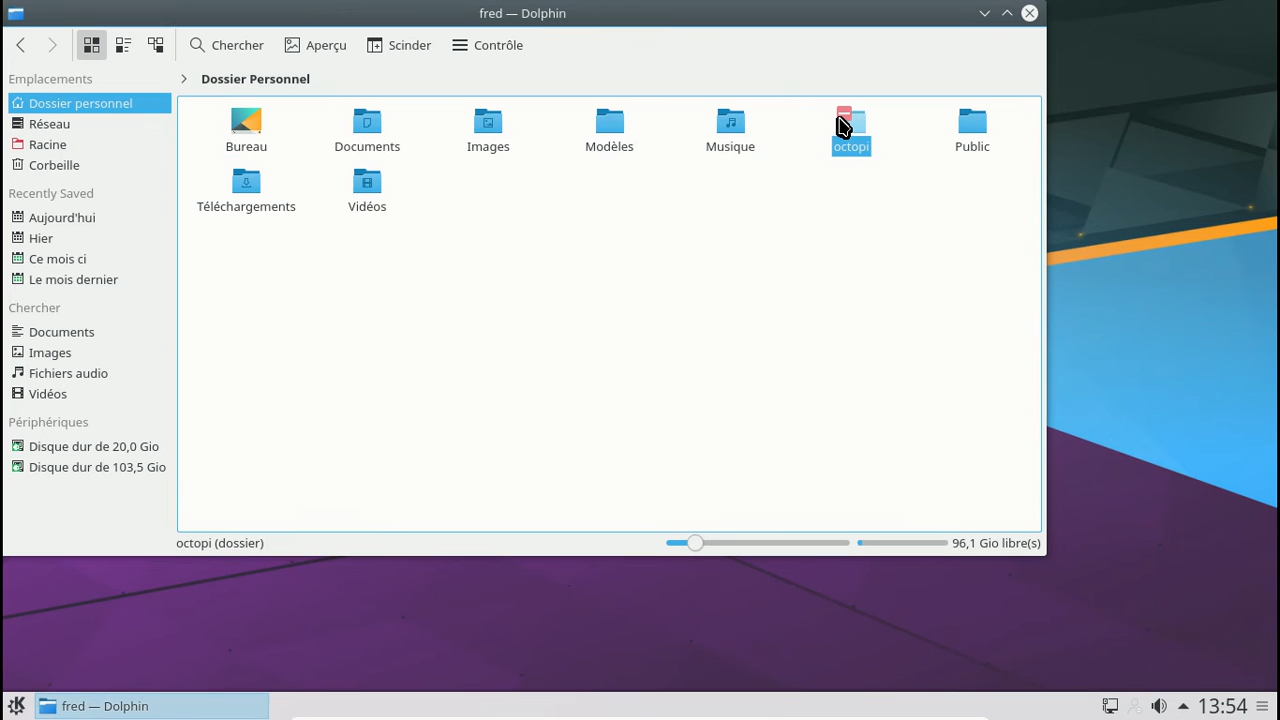 fred — Dolphin
Chercher Aperçu Scinder Contrôle
Emplacements
Dossier personnel
Réseau
Racine
Corbeille
Recently Saved
Aujourd'hui
Hier
Ce mois ci
Le mois dernier
Chercher
Documents
Images
Fichiers audio
Vidéos
Périphériques
Disque dur de 20,0 Gio
Disque dur de 103,5 Gio
Dossier Personnel
Bureau Documents Images Modèles Musique octopi Public
Téléchargements Vidéos
octopi (dossier) 96,1 Gio libre(s)
fred — Dolphin 13:54